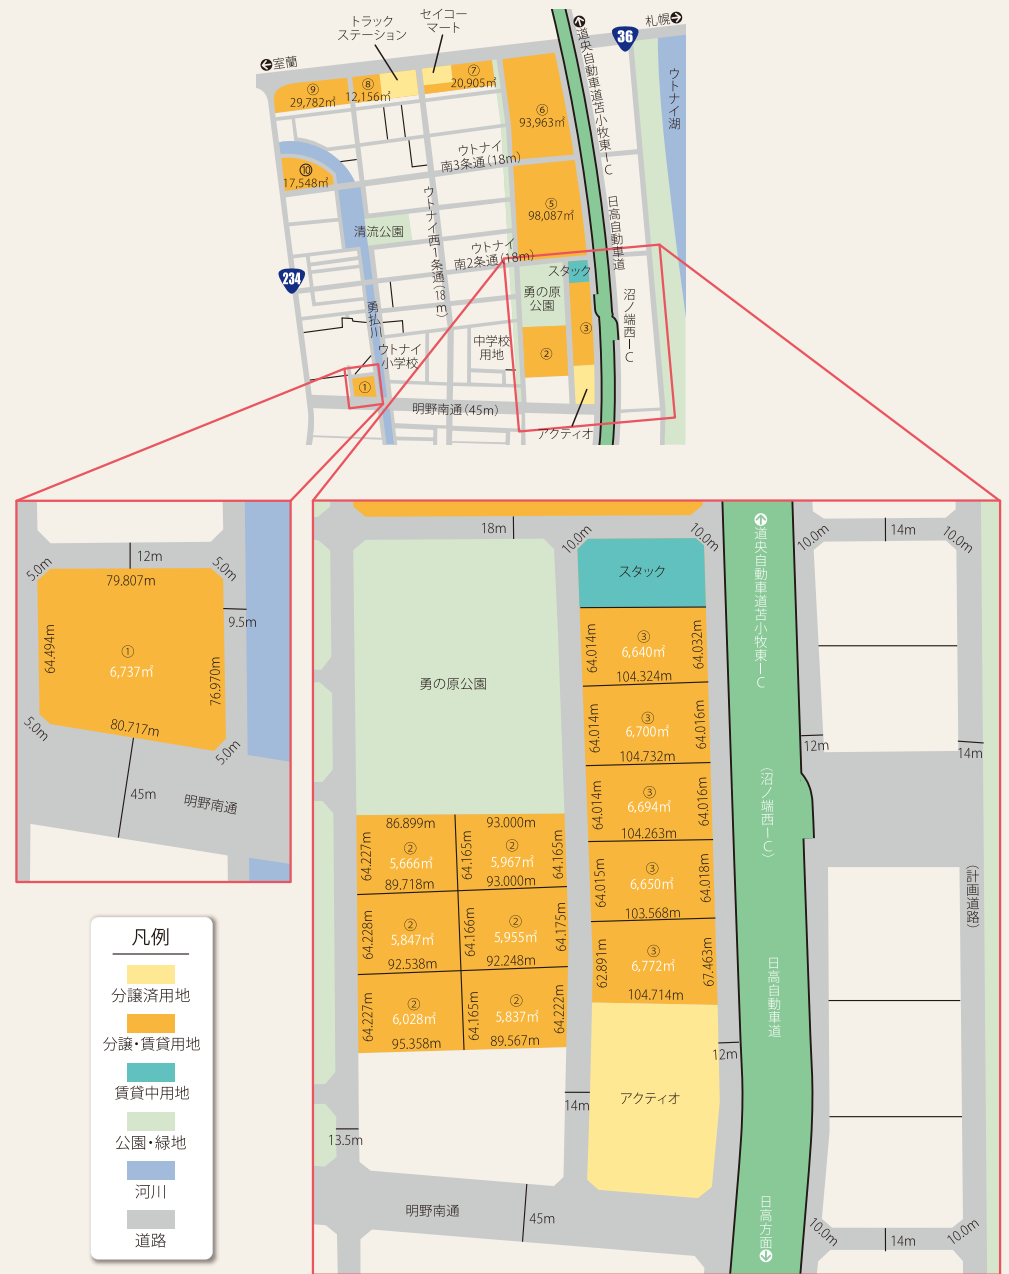 トラック
ステーション
セイコー
マート
道央自動車道苫小牧東IC
札幌
36
室蘭
ウトナイ湖
⑨
29,782㎡
⑧
12,156㎡
⑦
20,905㎡
⑥
93,963㎡
ウトナイ
南3条通(18m)
⑩
17,548㎡
ウトナイ西1条通(18m)
⑤
98,087㎡
日高自動車道
清流公園
ウトナイ
南2条通(18m)
スタック
234
勇の原
公園
沼ノ端西IC
勇払川
③
ウトナイ
小学校
中学校
用地
②
①
明野南通(45m)
アクティオ
12m
5.0m
5.0m
79.807m
9.5m
64.494m
①
6,737㎡
76.970m
80.717m
5.0m
5.0m
45m
明野南通
凡例
分譲済用地
分譲・賃貸用地
賃貸中用地
公園・緑地
河川
道路
18m
10.0m
10.0m
道央自動車道苫小牧東IC
10.0m
14m
10.0m
スタック
64.014m
③
6,640㎡
64.032m
104.324m
勇の原公園
64.014m
③
6,700㎡
64.016m
104.732m
12m
14m
64.014m
③
6,694㎡
64.016m
104.263m
(沼ノ端西IC)
86.899m
93.000m
64.227m
②
5,666㎡
64.165m
②
5,967㎡
64.165m
89.718m
93.000m
64.015m
③
6,650㎡
64.018m
103.568m
(計画道路)
64.228m
②
5,847㎡
64.166m
②
5,955㎡
64.175m
92.538m
92.248m
62.891m
③
6,772㎡
67.463m
104.714m
日高自動車道
64.227m
②
6,028㎡
64.165m
②
5,837㎡
64.222m
95.358m
89.567m
12m
14m
アクティオ
13.5m
明野南通
45m
日高方面
10.0m
14m
10.0m